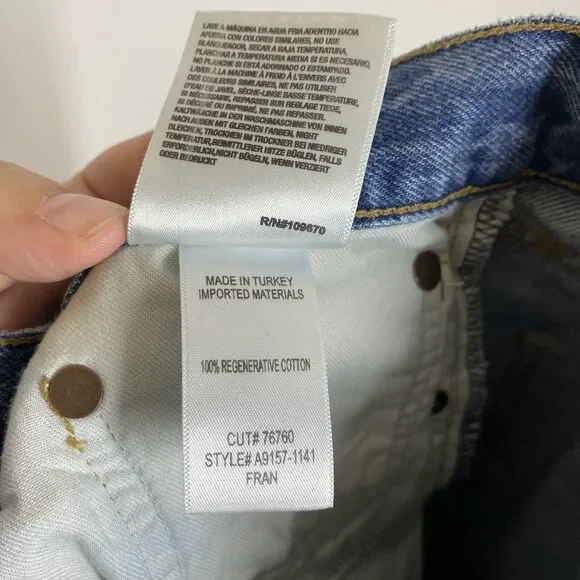 LAVE A MÁQUINA EN AGUA FRIA ADENTRO HACIA
AFUERA CON COLORES SIMILARES, NO USE
BLANQUEADOR, SECAR A BAJA TEMPERATURA,
PLANCHAR A TEMPERATURA MEDIA SI ES NECESARIO,
NO PLANCHE SI ESTÁ ADORNADO O ESTAMPADO.
LAVER À LA MACHINE À FROID À L'ENVERS AVEC
DES COULEURS SIMILAIRES, NE PAS UTILISER
D'EAU DE JAVEL, SÈCHE-LINGE BASSE TEMPÉRATURE,
SI NÉCESSAIRE, REPASSER SUR REGLAGE TIEDE,
SI DÉCORÉ OU IMPRIMÉ, NE PAS REPASSER.
KALTWÄSCHE IN DER WASCHMASCHINE VON INNEN
NACH AUßEN MIT GLEICHEN FARBEN, NIGHT
BLEICHEN, TROCKNEN IM TROCKNER BEI NIEDRIGER
TEMPERATUR, BEIMITTLERER HITZE BÜGLEN, FALLS
ERFORDERLICH,NICHT BÜGELN, WENN VERZIERT
ODER BEDRUCKT
R/N#109670
MADE IN TURKEY
IMPORTED MATERIALS
100% REGENERATIVE COTTON
CUT# 76760
STYLE# A9157-1141
FRAN